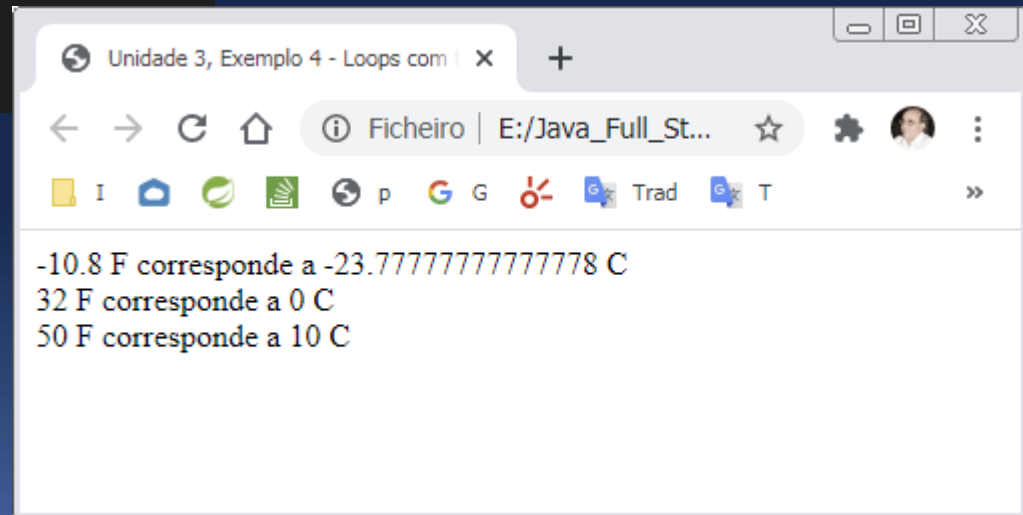 Unidade 3, Exemplo 4 - Loops com
Ficheiro E:/Java_Full_St...
I p G G Trad G T »
-10.8 F corresponde a -23.77777777777778 C
32 F corresponde a 0 C
50 F corresponde a 10 C